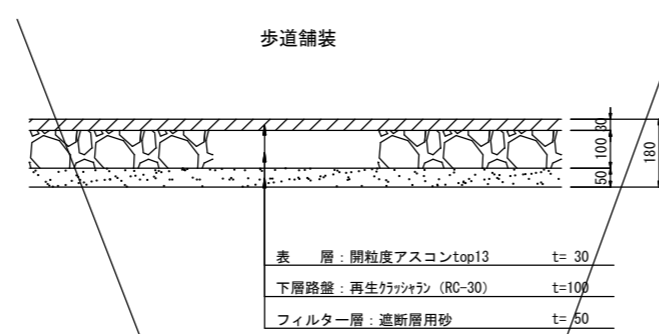 歩道舗装
30
100
50
180
表　層：開粒度アスコンtop13　t= 30
下層路盤：再生ｸﾗｯｼｬﾗﾝ（RC-30）　t=100
フィルター層：遮断層用砂　t= 50